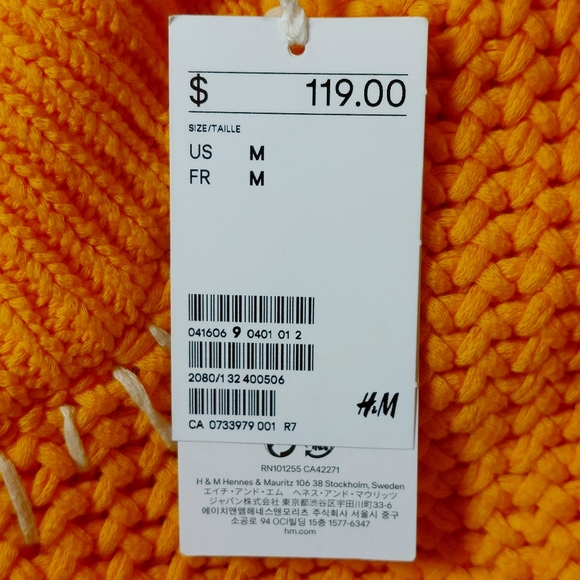 $ 119.00
SIZE/TAILLE
US M
FR M
041606 9 0401 01 2
2080/1 32 400506
H&M
CA 0733979 001 R7
RN101255 CA42271
H & M Hennes & Mauritz 106 38 Stockholm, Sweden
エイチ・アンド・エム ヘネス・アンド・マウリッツ
ジャパン株式会社 東京都渋谷区宇田川町33-6
에이치앤엠헤네스앤모리츠 주식회사 서울시 중구
소공로 94 OCI빌딩 15층 1577-6347
hm.com